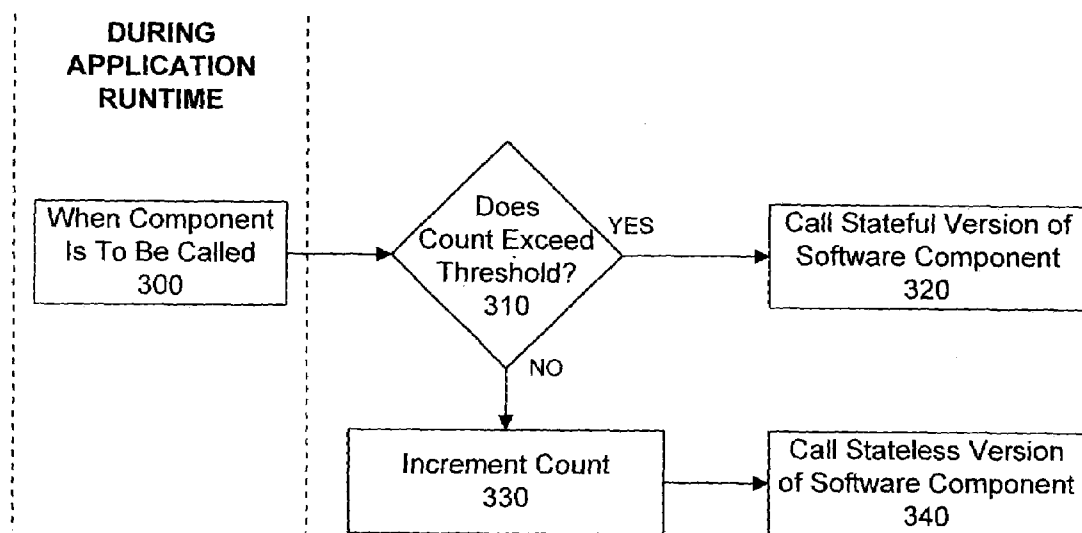 DURING
APPLICATION
RUNTIME
When Component
Is To Be Called
300
Does
Count Exceed
Threshold?
310
YES
NO
Call Stateful Version of
Software Component
320
Increment Count
330
Call Stateless Version
of Software Component
340